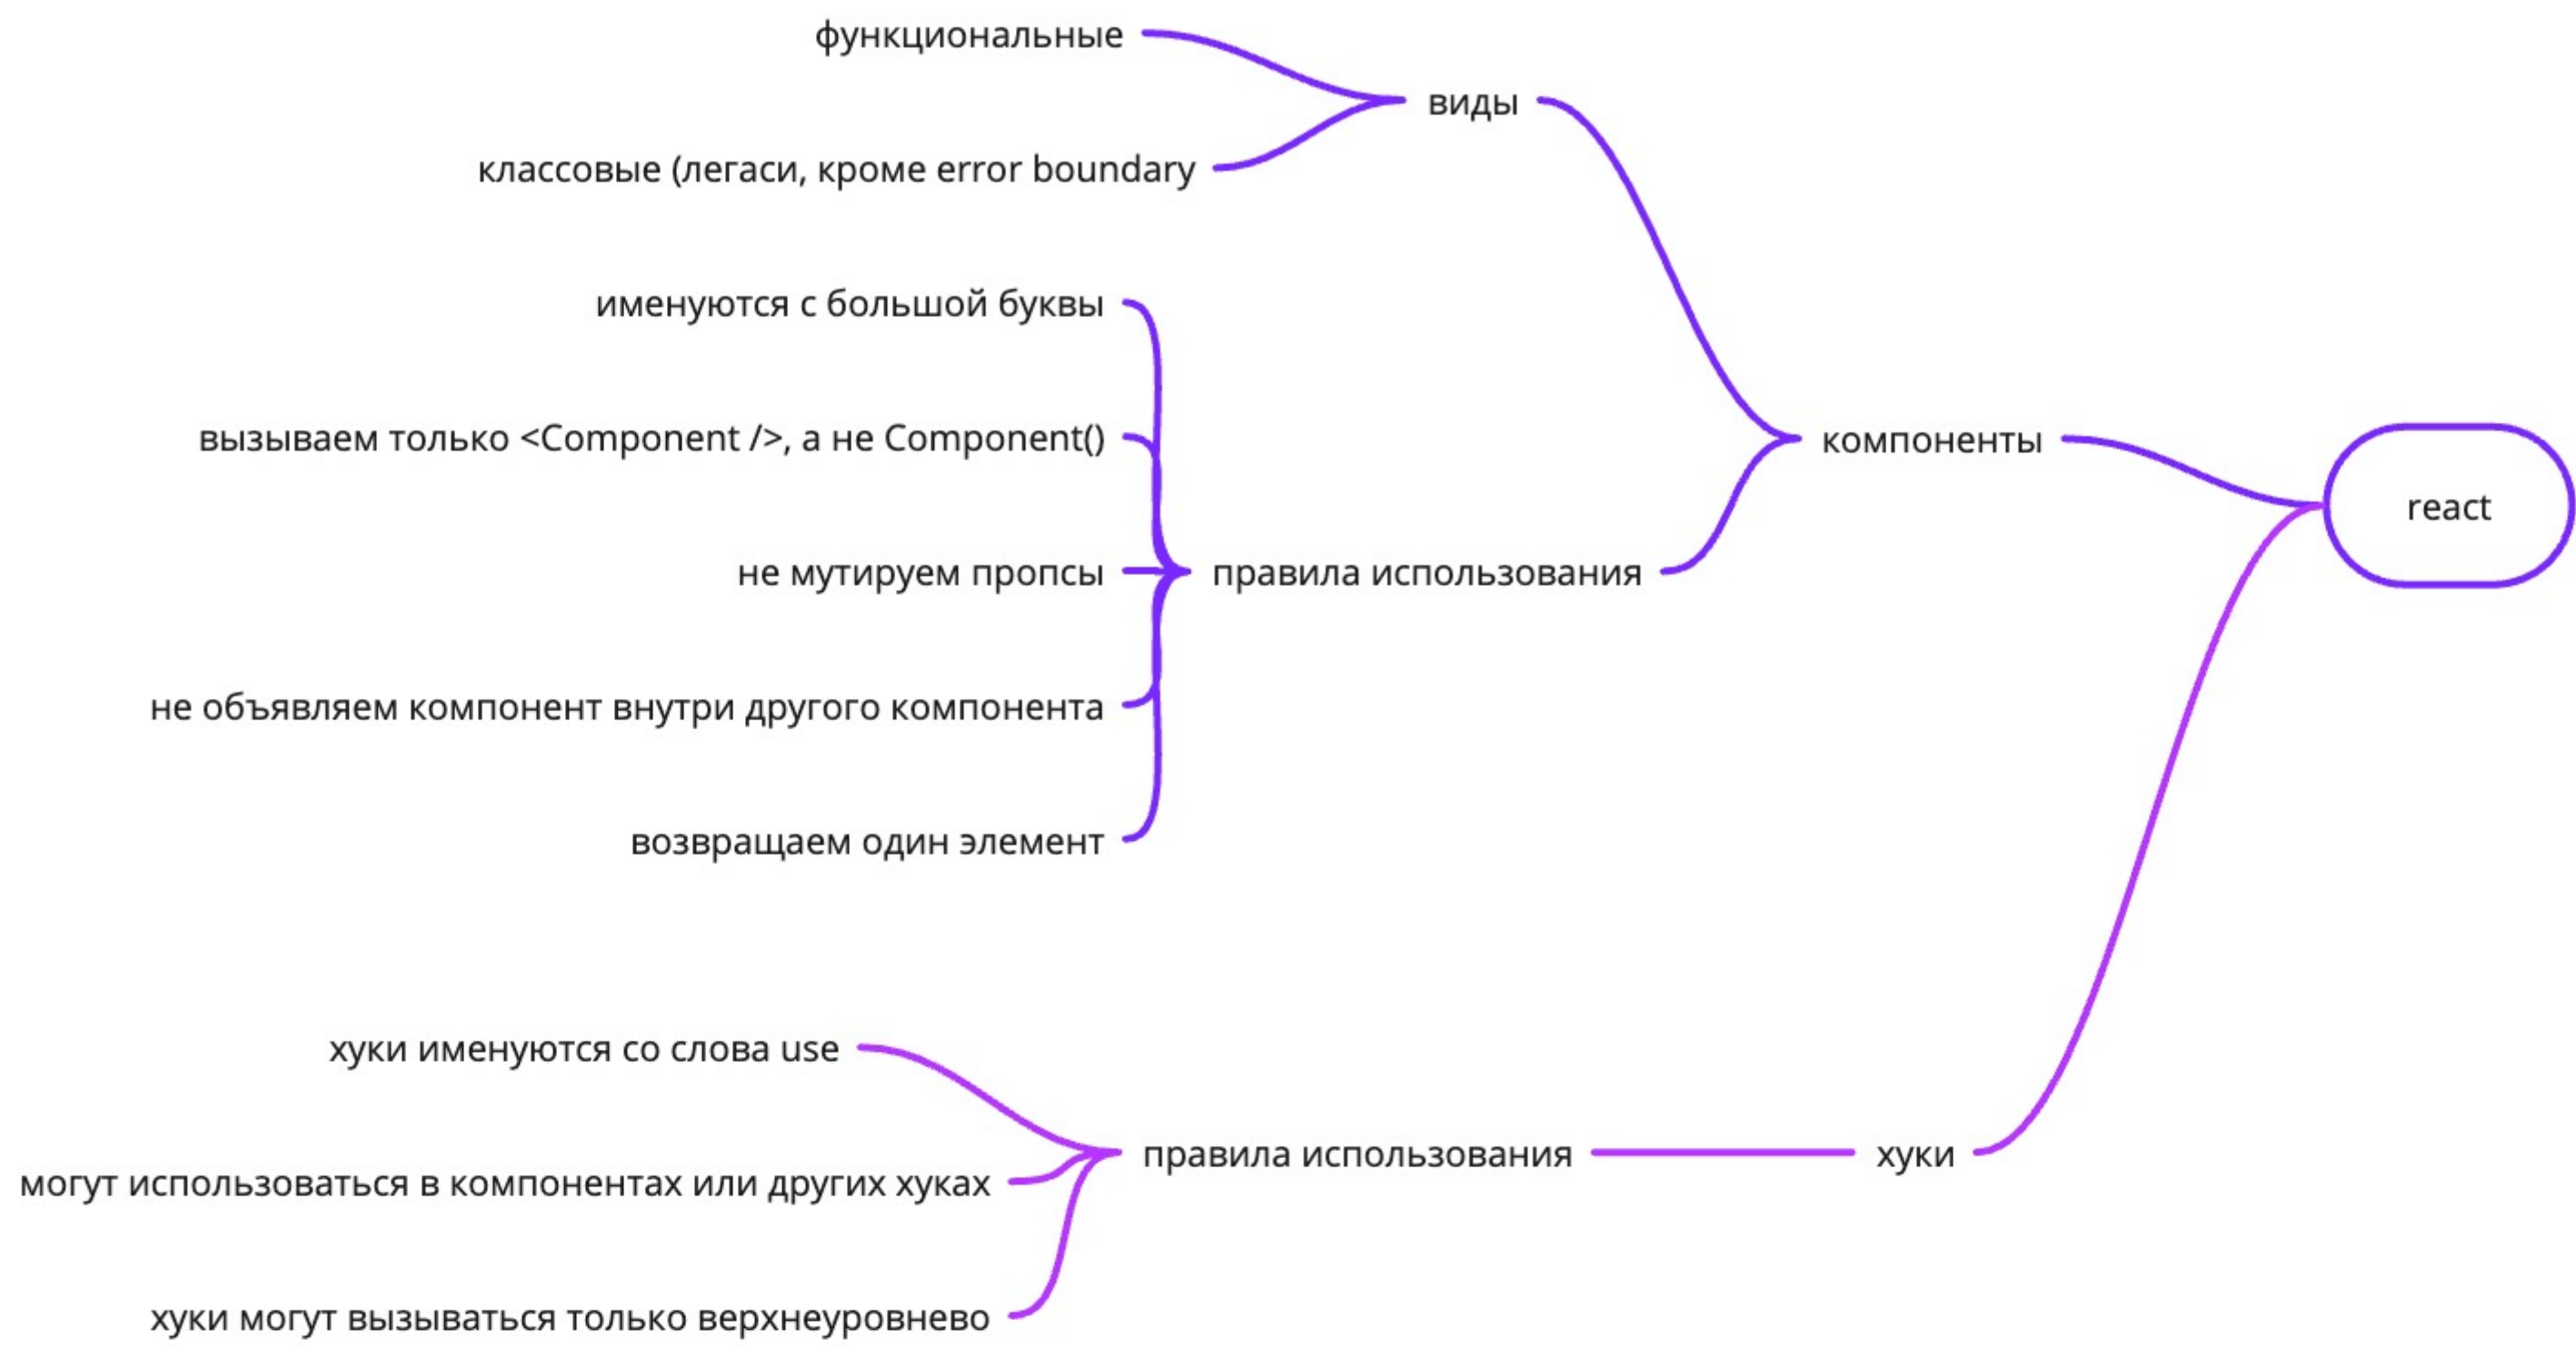 функциональные
виды
классовые (легаси, кроме error boundary
именуются с большой буквы
вызываем только <Component />, а не Component()
компоненты
react
не мутируем пропсы
правила использования
не объявляем компонент внутри другого компонента
возвращаем один элемент
хуки именуются со слова use
правила использования
хуки
могут использоваться в компонентах или других хуках
хуки могут вызываться только верхнеуровнево